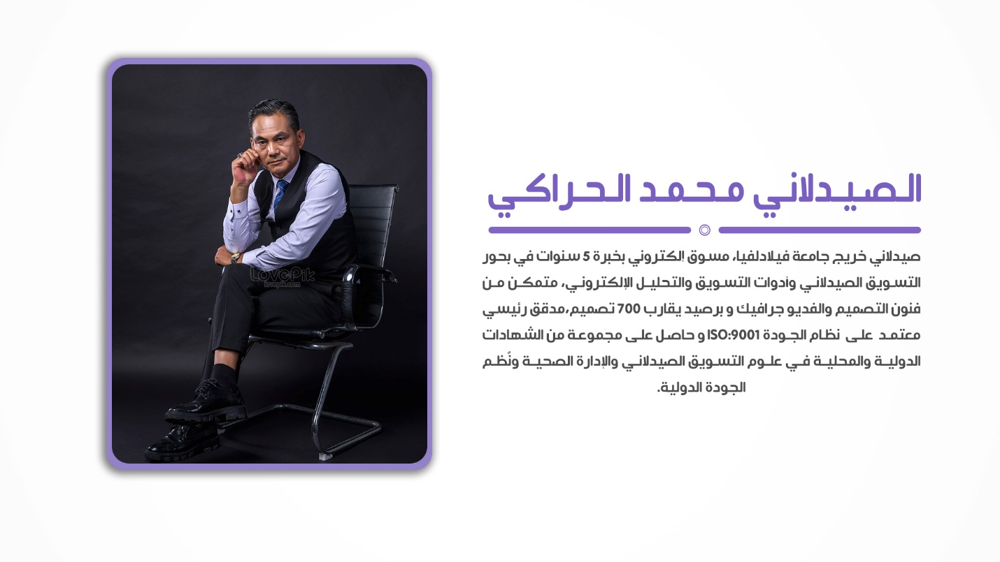 الصيدلاني محمد الحراكي
صيدلاني خريج جامعة فيلادلفيا، مسوق إلكتروني بخبرة 5 سنوات في بحور
التسويق الصيدلاني وأدوات التسويق والتحليل الإلكتروني، متمكن من
فنون التصميم والفديو جرافيك و برصيد يقارب 700 تصميم،مدقق رئيسي
معتمد على نظام الجودة ISO:9001 و حاصل على مجموعة من الشهادات
الدولية والمحلية في علوم التسويق الصيدلاني والإدارة الصحية ونُظم
الجودة الدولية.
LovePik
lovepik.com